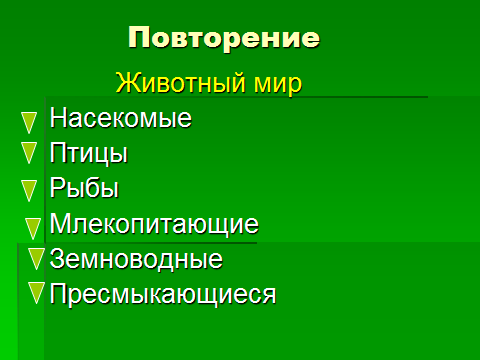 Повторение
Животный мир
Насекомые
Птицы
Рыбы
Млекопитающие
Земноводные
Пресмыкающиеся